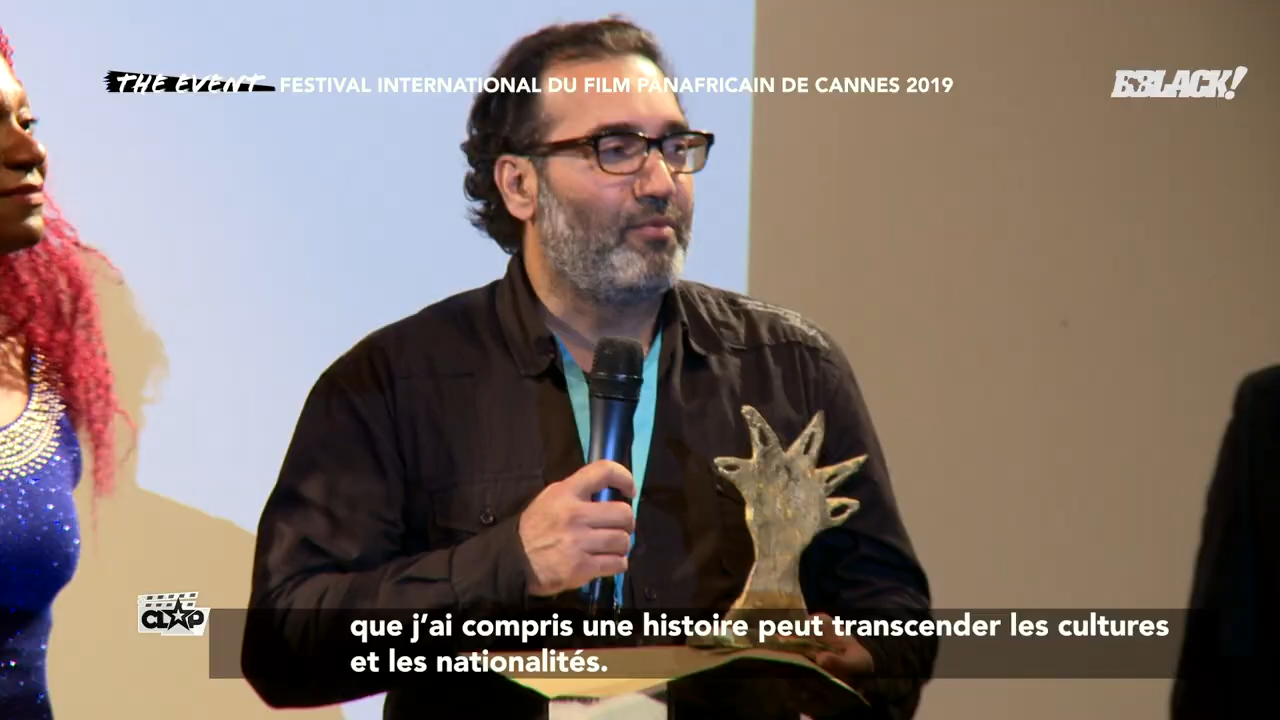 THE EVENT FESTIVAL INTERNATIONAL DU FILM PANAFRICAIN DE CANNES 2019
BBLACK!
CLAP
que j'ai compris une histoire peut transcender les cultures
et les nationalités.